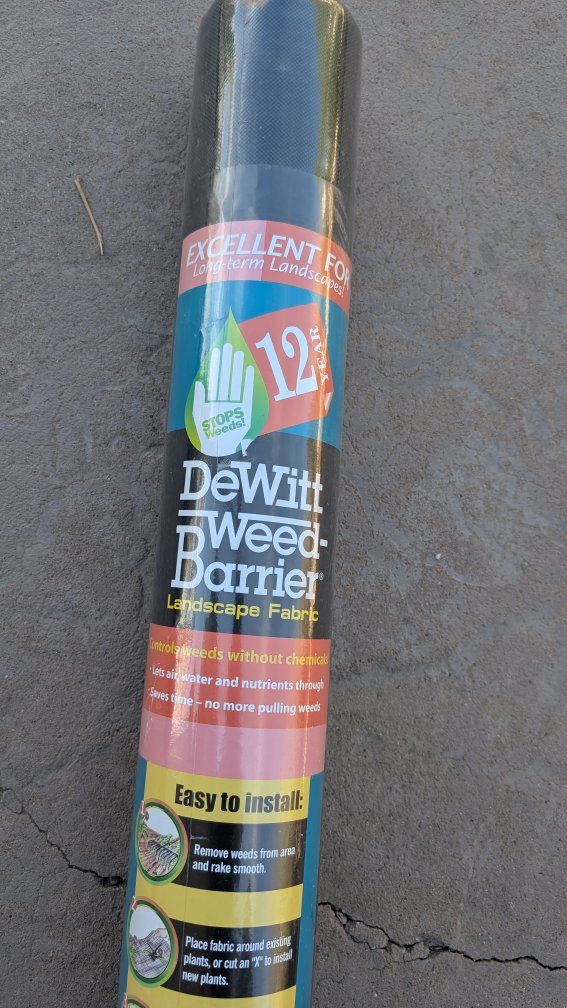 EXCELLENT FOR
Long-term Landscapes!
12 YEAR
STOPS
Weeds!
DeWitt
Weed-
Barrier®
Landscape Fabric
Controls weeds without chemicals
· Lets air, water and nutrients through
· Saves time – no more pulling weeds
Easy to install:
Remove weeds from area
and rake smooth.
Place fabric around existing
plants, or cut an "X" to install
new plants.